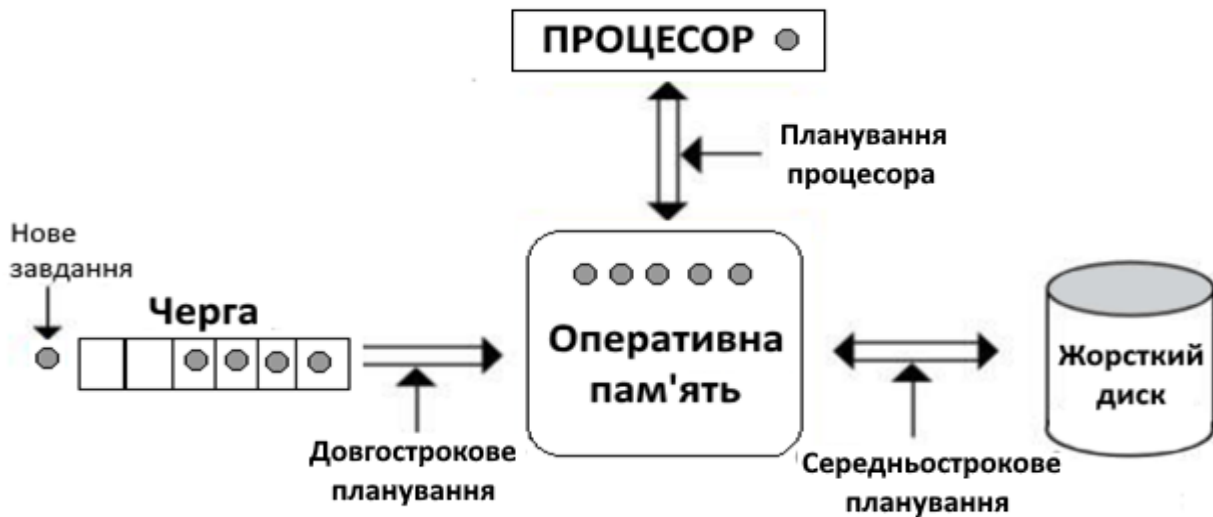 ПРОЦЕСОР
Планування
процесора
Нове
завдання
Черга
Оперативна
пам'ять
Жорсткий
диск
Довгострокове
планування
Середньострокове
планування